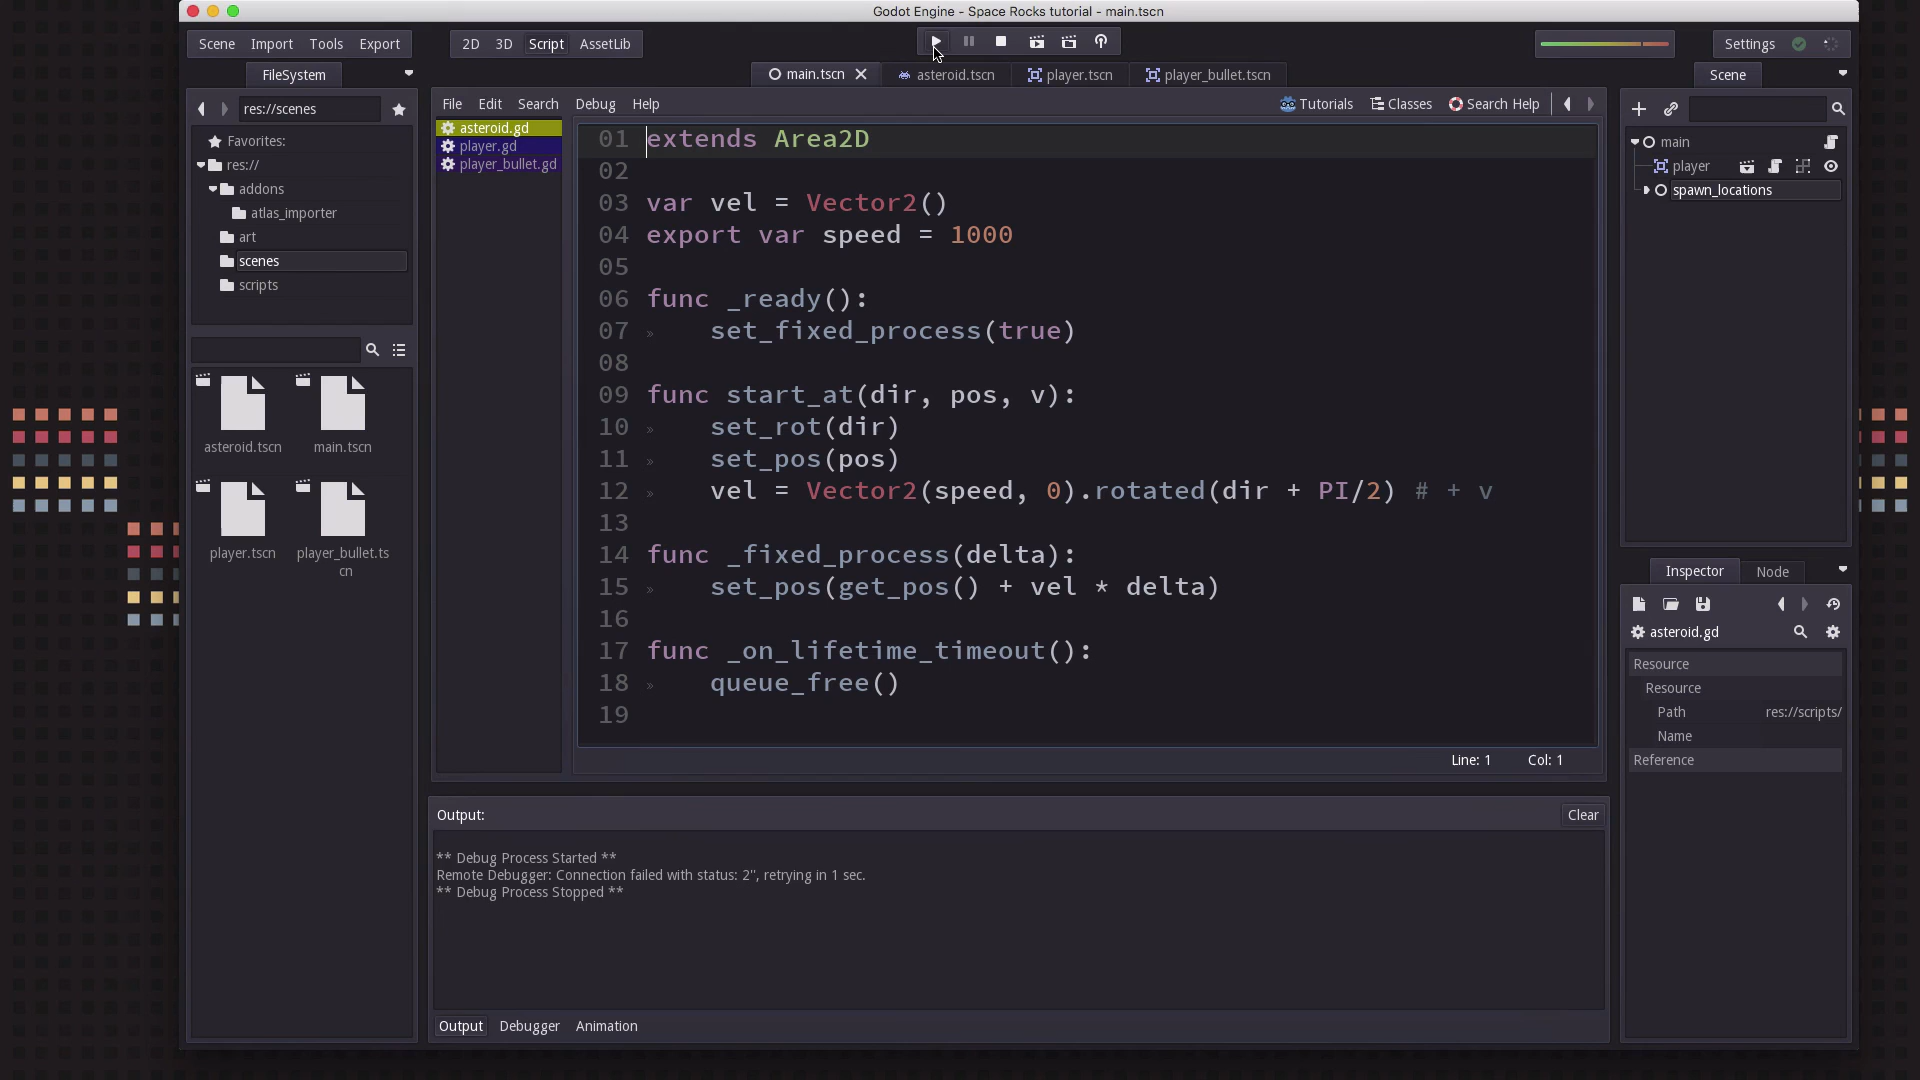 Godot Engine - Space Rocks tutorial - main.tscn
Scene Import Tools Export
2D 3D Script AssetLib
Settings
FileSystem
main.tscn
asteroid.tscn
player.tscn
player_bullet.tscn
Scene
res://scenes
Favorites:
res://
addons
atlas_importer
art
scenes
scripts
asteroid.tscn
main.tscn
player.tscn
player_bullet.ts
cn
File Edit Search Debug Help
Tutorials Classes Search Help
asteroid.gd
player.gd
player_bullet.gd
01 extends Area2D
02
03 var vel = Vector2()
04 export var speed = 1000
05
06 func _ready():
07 » set_fixed_process(true)
08
09 func start_at(dir, pos, v):
10 » set_rot(dir)
11 » set_pos(pos)
12 » vel = Vector2(speed, 0).rotated(dir + PI/2) # + v
13
14 func _fixed_process(delta):
15 » set_pos(get_pos() + vel * delta)
16
17 func _on_lifetime_timeout():
18 » queue_free()
19
Line: 1 Col: 1
Output:
Clear
** Debug Process Started **
Remote Debugger: Connection failed with status: 2'', retrying in 1 sec.
** Debug Process Stopped **
Output Debugger Animation
main
player
spawn_locations
Inspector Node
asteroid.gd
Resource
Resource
Path res://scripts/
Name
Reference